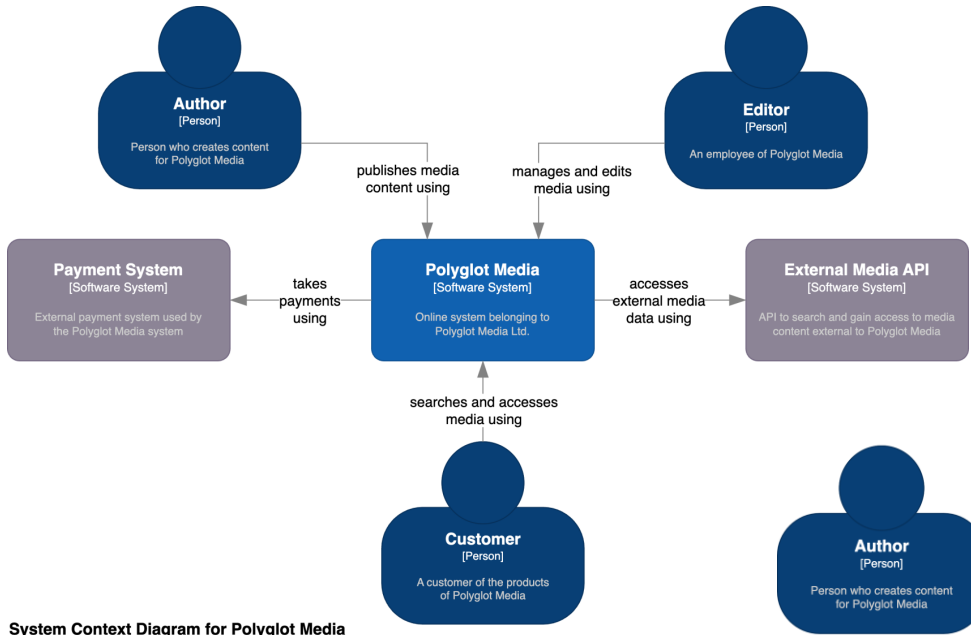 Author
[Person]
Person who creates content
for Polyglot Media
Editor
[Person]
An employee of Polyglot Media
publishes media
content using
manages and edits
media using
Payment System
[Software System]
External payment system used by
the Polyglot Media system
takes
payments
using
Polyglot Media
[Software System]
Online system belonging to
Polyglot Media Ltd.
accesses
external media
data using
External Media API
[Software System]
API to search and gain access to media
content external to Polyglot Media
searches and accesses
media using
Customer
[Person]
A customer of the products
of Polyglot Media
Author
[Person]
Person who creates content
for Polyglot Media
System Context Diagram for Polyglot Media